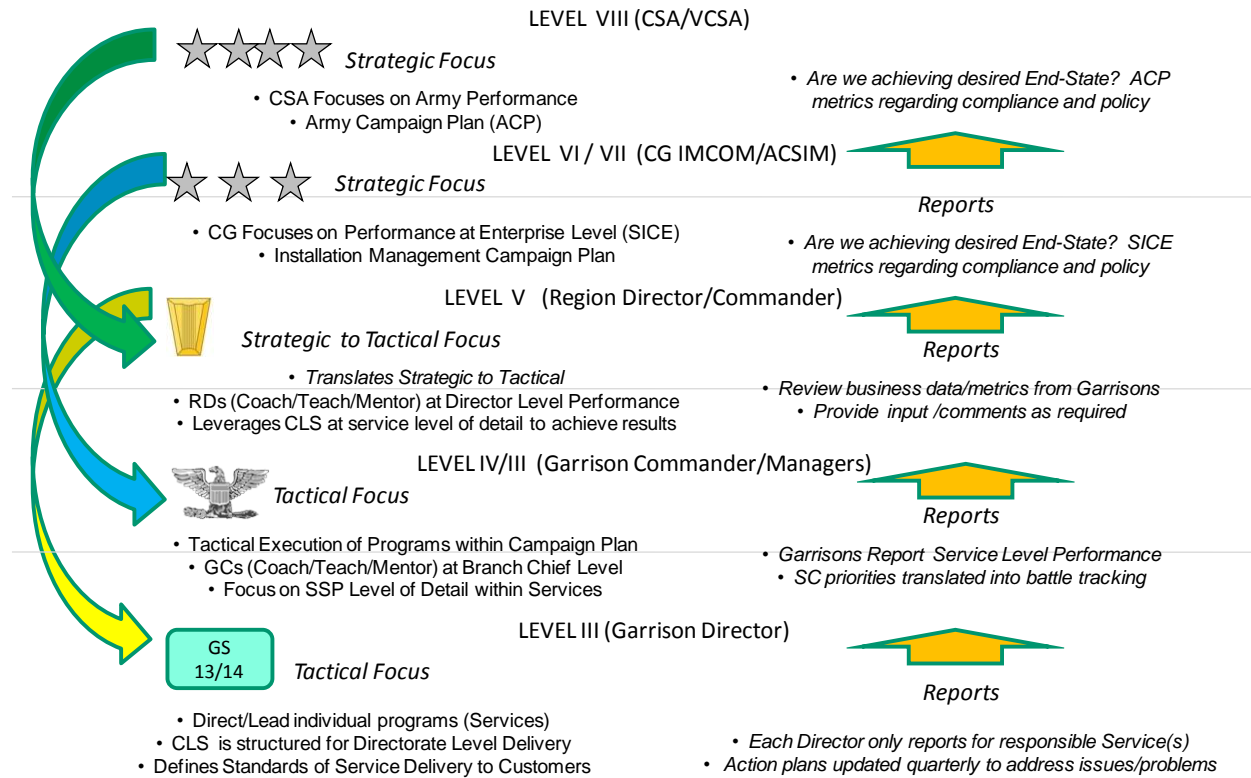 LEVEL VIII (CSA/VCSA)
Strategic Focus
• CSA Focuses on Army Performance
• Army Campaign Plan (ACP)
• Are we achieving desired End-State? ACP
metrics regarding compliance and policy
LEVEL VI / VII (CG IMCOM/ACSIM)
Strategic Focus
Reports
• CG Focuses on Performance at Enterprise Level (SICE)
• Installation Management Campaign Plan
• Are we achieving desired End-State? SICE
metrics regarding compliance and policy
LEVEL V (Region Director/Commander)
Strategic to Tactical Focus
Reports
• Translates Strategic to Tactical
• RDs (Coach/Teach/Mentor) at Director Level Performance
• Leverages CLS at service level of detail to achieve results
• Review business data/metrics from Garrisons
• Provide input /comments as required
LEVEL IV/III (Garrison Commander/Managers)
Tactical Focus
Reports
• Tactical Execution of Programs within Campaign Plan
• GCs (Coach/Teach/Mentor) at Branch Chief Level
• Focus on SSP Level of Detail within Services
• Garrisons Report Service Level Performance
• SC priorities translated into battle tracking
LEVEL III (Garrison Director)
GS
13/14
Tactical Focus
Reports
• Direct/Lead individual programs (Services)
• CLS is structured for Directorate Level Delivery
• Defines Standards of Service Delivery to Customers
• Each Director only reports for responsible Service(s)
• Action plans updated quarterly to address issues/problems